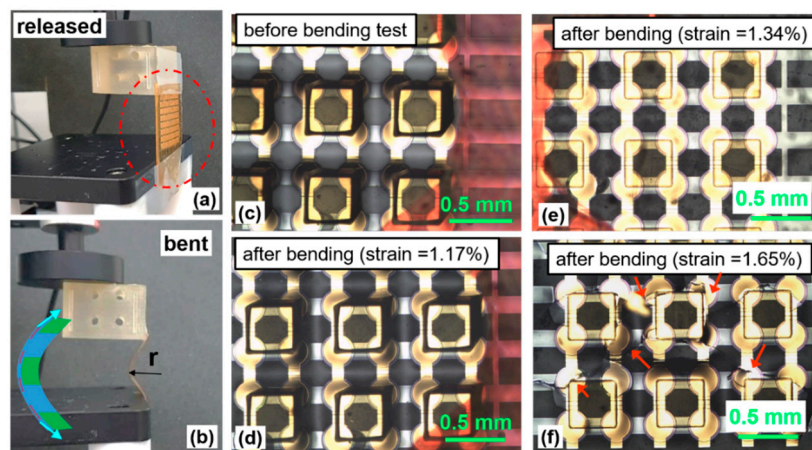 released
(a)
bent
r
(b)
before bending test
(c)
0.5 mm
after bending (strain =1.17%)
(d)
0.5 mm
after bending (strain =1.34%)
(e)
0.5 mm
after bending (strain =1.65%)
(f)
0.5 mm